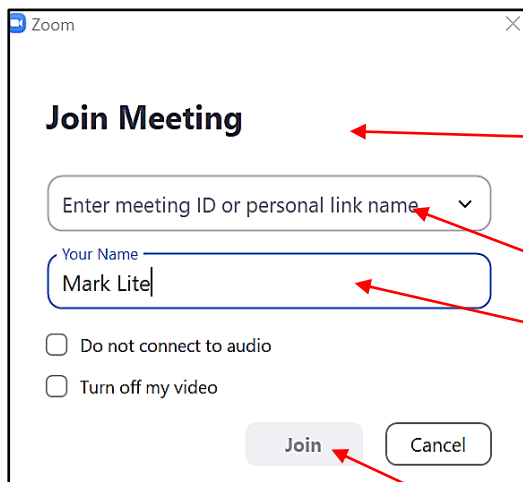 Zoom
Join Meeting
Enter meeting ID or personal link name
Your Name
Mark Lite
Do not connect to audio
Turn off my video
Join Cancel